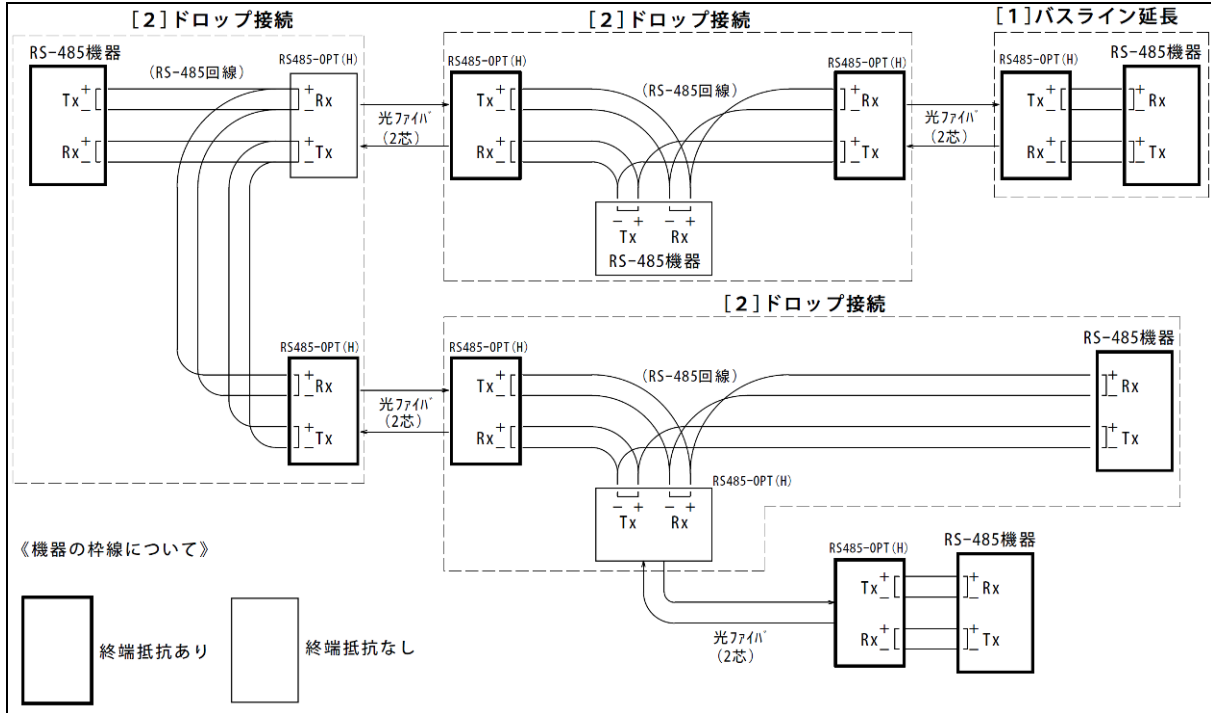 [2]ドロップ接続
RS-485機器
(RS-485回線)
RS485-OPT(H)
Tx + −
Rx + −
+ − Rx
+ − Tx
光ファイバ
(2芯)
RS485-OPT(H)
+ − Rx
+ − Tx
光ファイバ
(2芯)
[2]ドロップ接続
RS485-OPT(H)
(RS-485回線)
RS485-OPT(H)
Tx + −
Rx + −
+ − Rx
+ − Tx
− + − +
Tx Rx
RS-485機器
光ファイバ
(2芯)
[1]バスライン延長
RS485-OPT(H)
RS-485機器
Tx + −
Rx + −
+ − Rx
+ − Tx
[2]ドロップ接続
RS485-OPT(H)
(RS-485回線)
RS-485機器
Tx + −
Rx + −
+ − Rx
+ − Tx
RS485-OPT(H)
− + − +
Tx Rx
光ファイバ
(2芯)
RS485-OPT(H)
RS-485機器
Tx + −
Rx + −
+ − Rx
+ − Tx
《機器の枠線について》
終端抵抗あり
終端抵抗なし